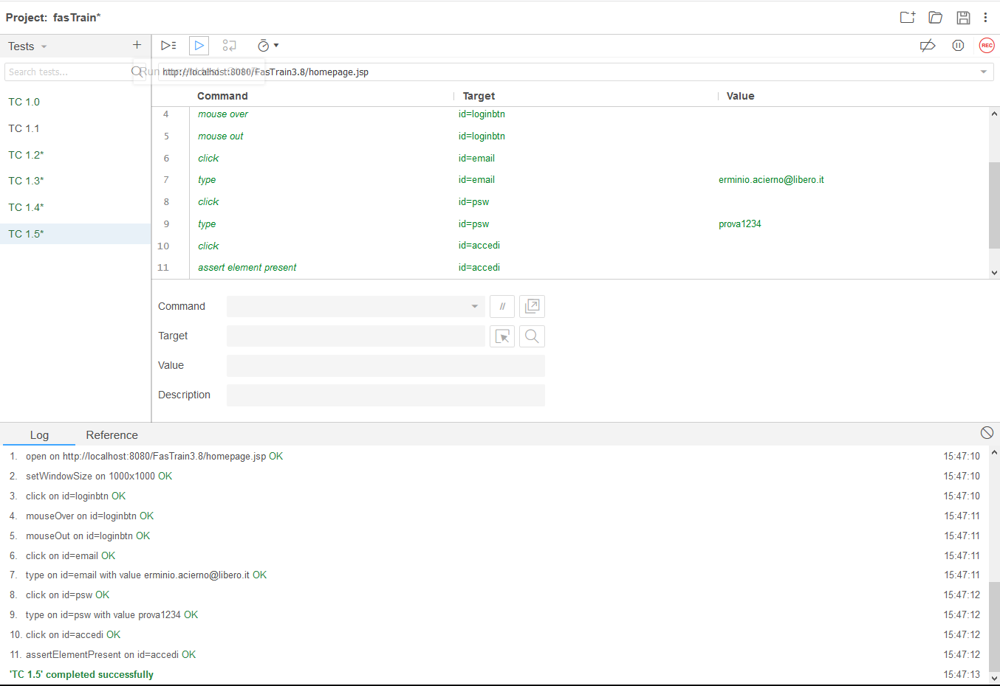 Project: fasTrain*
Tests
REC
Search tests...
Run
http://localhost:8080/FasTrain3.8/homepage.jsp
TC 1.0
TC 1.1
TC 1.2*
TC 1.3*
TC 1.4*
TC 1.5*
Command Target Value
4 mouse over id=loginbtn
5 mouse out id=loginbtn
6 click id=email
7 type id=email erminio.acierno@libero.it
8 click id=psw
9 type id=psw prova1234
10 click id=accedi
11 assert element present id=accedi
Command //
Target
Value
Description
Log Reference
1. open on http://localhost:8080/FasTrain3.8/homepage.jsp OK 15:47:10
2. setWindowSize on 1000x1000 OK 15:47:10
3. click on id=loginbtn OK 15:47:10
4. mouseOver on id=loginbtn OK 15:47:11
5. mouseOut on id=loginbtn OK 15:47:11
6. click on id=email OK 15:47:11
7. type on id=email with value erminio.acierno@libero.it OK 15:47:11
8. click on id=psw OK 15:47:12
9. type on id=psw with value prova1234 OK 15:47:12
10. click on id=accedi OK 15:47:12
11. assertElementPresent on id=accedi OK 15:47:12
'TC 1.5' completed successfully 15:47:13